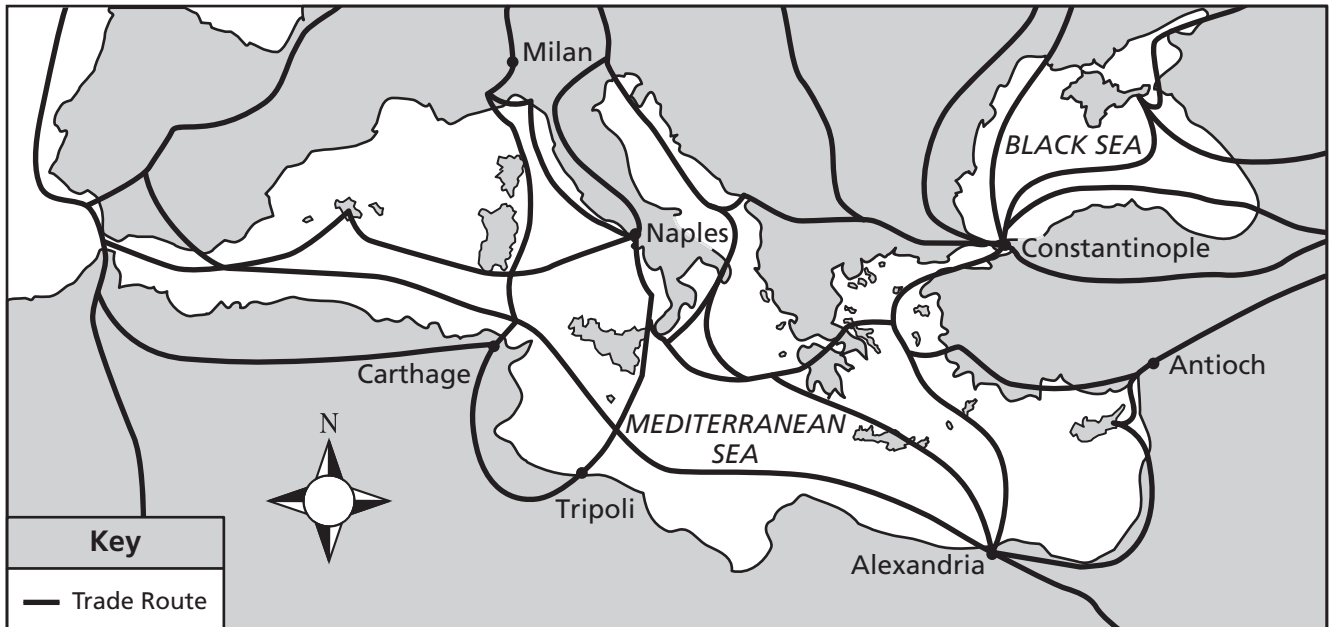 Milan
BLACK SEA
Naples
Constantinople
Antioch
Carthage
N
MEDITERRANEAN
SEA
Tripoli
Alexandria
Key
Trade Route